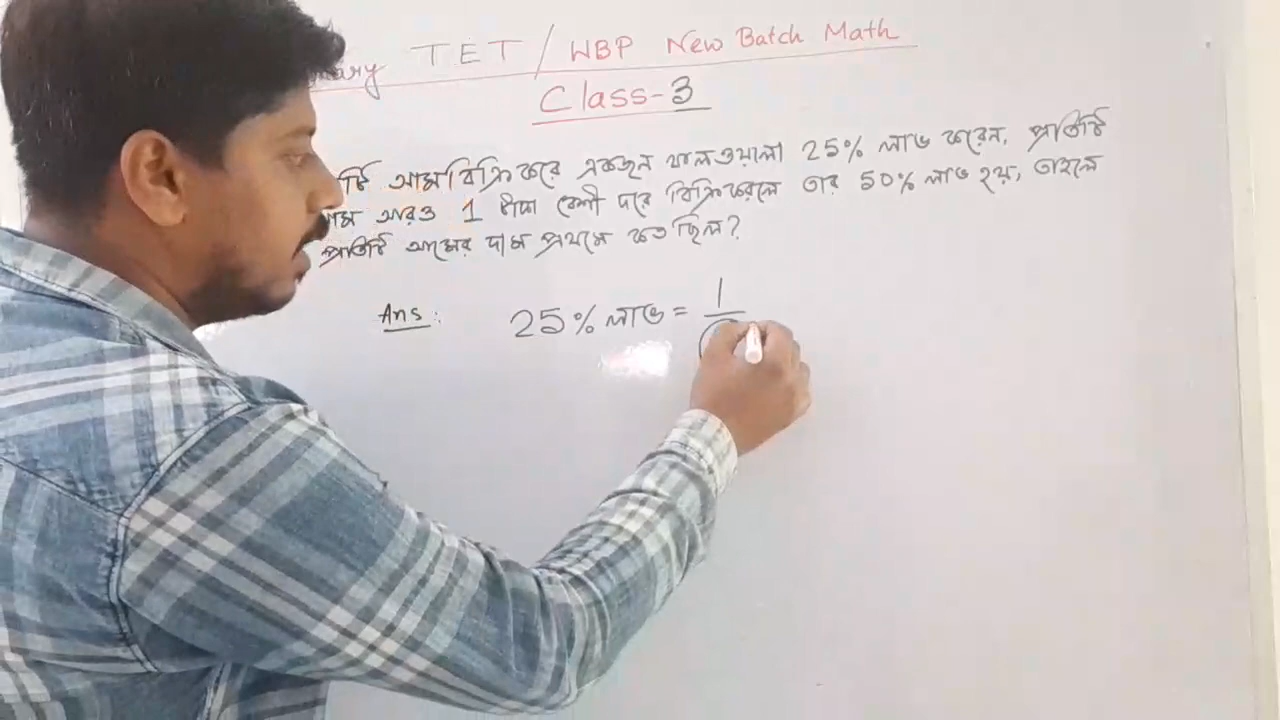 TET / WBP New Batch Math
Class-3
টি আম বিক্রি করে একজন ফলওয়ালা 25% লাভ করেন, প্রতিটি
আম আরও 1 টাকা বেশী দরে বিক্রি করলে তার 50% লাভ হয়, তাহলে
প্রতিটি আমের দাম প্রথমে কত ছিল?
Ans: 25% লাভ = 1